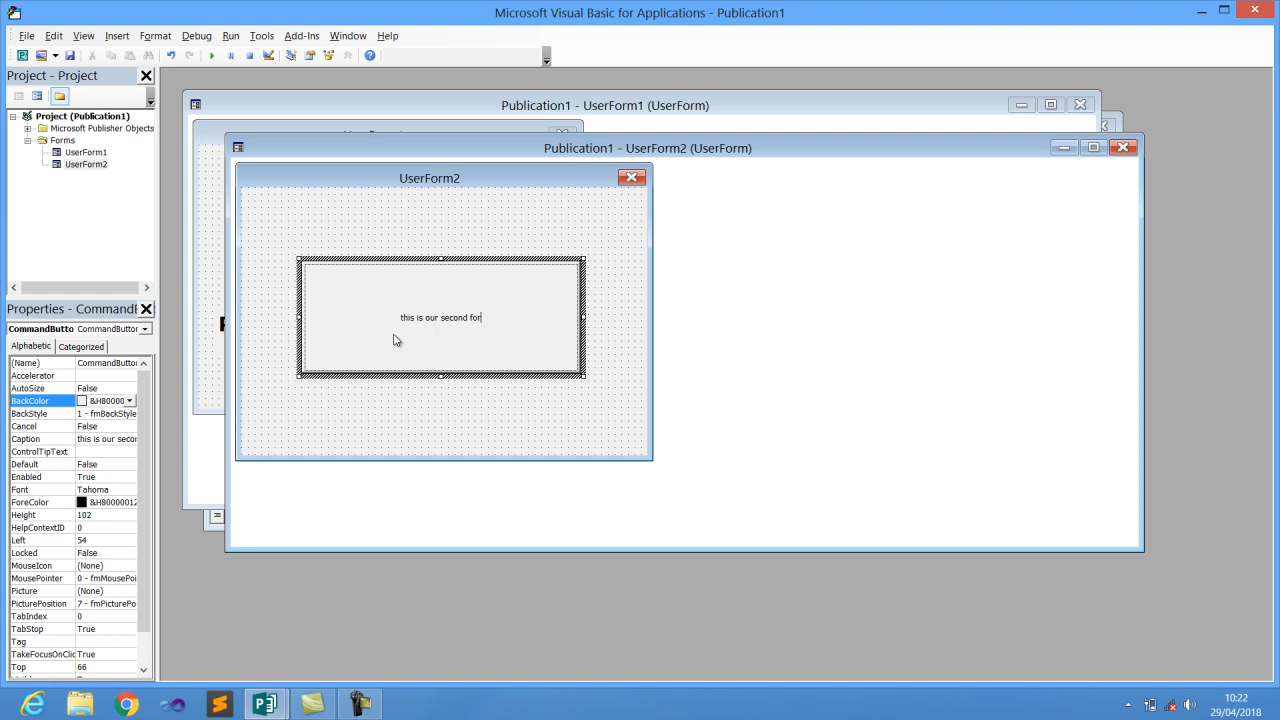 Microsoft Visual Basic for Applications - Publication1
File Edit View Insert Format Debug Run Tools Add-Ins Window Help
Project - Project
Project (Publication1)
Microsoft Publisher Objects
Forms
UserForm1
UserForm2
Publication1 - UserForm1 (UserForm)
Publication1 - UserForm2 (UserForm)
UserForm2
this is our second for
Properties - CommandB
CommandButto CommandButton
Alphabetic Categorized
(Name) CommandButton
Accelerator
AutoSize False
BackColor &H80000
BackStyle 1 - fmBackStyle
Cancel False
Caption this is our secon
ControlTipText
Default False
Enabled True
Font Tahoma
ForeColor &H80000012
Height 102
HelpContextID 0
Left 54
Locked False
MouseIcon (None)
MousePointer 0 - fmMousePoi
Picture (None)
PicturePosition 7 - fmPicturePo
TabIndex 0
TabStop True
Tag
TakeFocusOnClic True
Top 66
10:22
29/04/2018